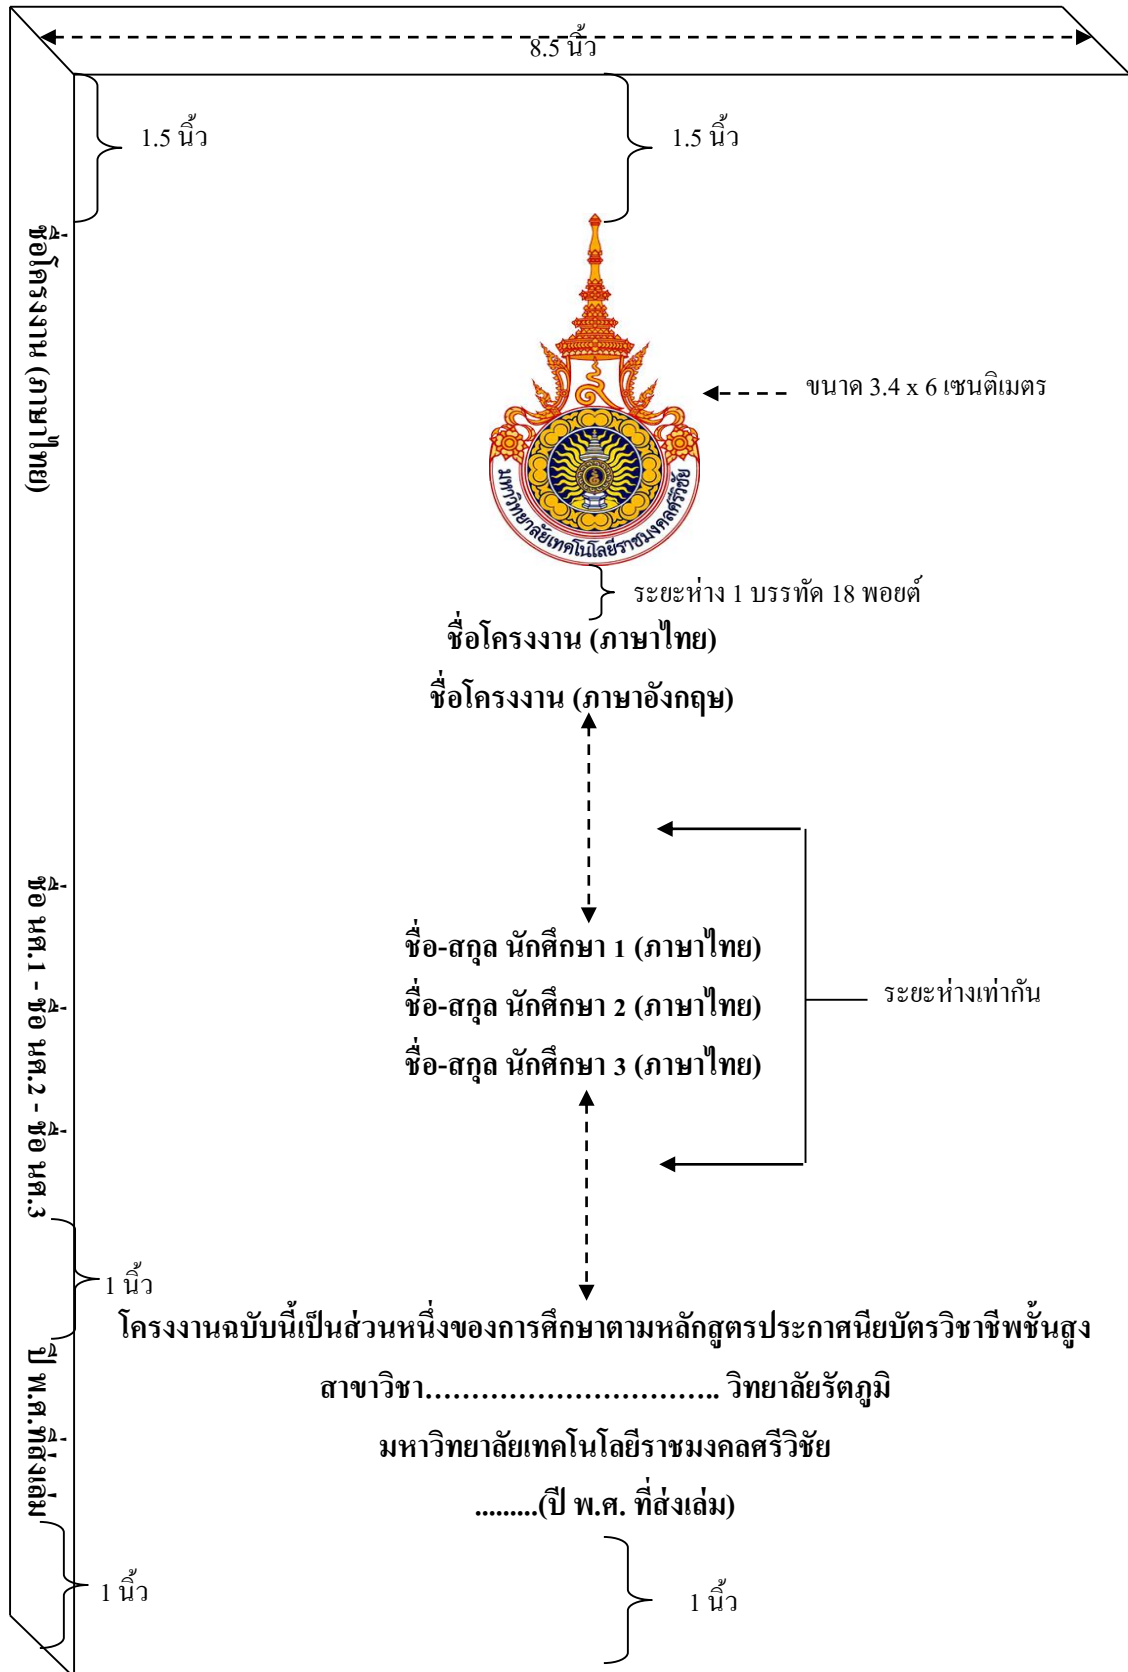 8.5 นิ้ว
1.5 นิ้ว
1.5 นิ้ว
ชื่อโครงงาน (ภาษาไทย)
ขนาด 3.4 x 6 เซนติเมตร
มหาวิทยาลัยเทคโนโลยีราชมงคลศรีวิชัย
ระยะห่าง 1 บรรทัด 18 พอยต์
ชื่อโครงงาน (ภาษาไทย)
ชื่อโครงงาน (ภาษาอังกฤษ)
ชื่อ นศ.1 - ชื่อ นศ.2 - ชื่อ นศ.3
ชื่อ-สกุล นักศึกษา 1 (ภาษาไทย)
ชื่อ-สกุล นักศึกษา 2 (ภาษาไทย)
ชื่อ-สกุล นักศึกษา 3 (ภาษาไทย)
ระยะห่างเท่ากัน
1 นิ้ว
โครงงานฉบับนี้เป็นส่วนหนึ่งของการศึกษาตามหลักสูตรประกาศนียบัตรวิชาชีพชั้นสูง
สาขาวิชา................................ วิทยาลัยรัตภูมิ
มหาวิทยาลัยเทคโนโลยีราชมงคลศรีวิชัย
.........(ปี พ.ศ. ที่ส่งเล่ม)
ปี พ.ศ.ที่ส่งเล่ม
1 นิ้ว
1 นิ้ว